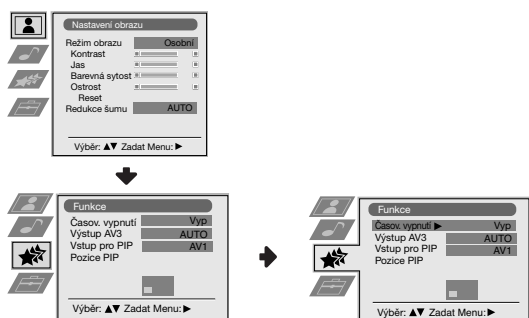 Nastavení obrazu
Režim obrazu Osobní
Kontrast
Jas
Barevná sytost
Ostrost
Reset
Redukce šumu AUTO
Výběr: ▲▼ Zadat Menu: ▶
Funkce
Časov. vypnutí Vyp
Výstup AV3 AUTO
Vstup pro PIP AV1
Pozice PIP
Výběr: ▲▼ Zadat Menu: ▶
Funkce
Časov. vypnutí ▶ Vyp
Výstup AV3 AUTO
Vstup pro PIP AV1
Pozice PIP
Výběr: ▲▼ Zadat Menu: ▶